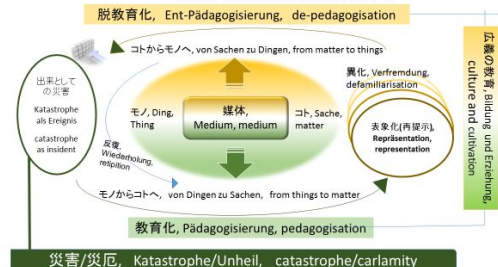 脱教育化, Ent-Pädagogisierung, de-pedagogisation
コトからモノへ, von Sachen zu Dingen, from matter to things
出来としての災害
Katastrophe
als Ereignis
catastrophe
as insident
モノ, Ding,
Thing
媒体,
Medium, medium
コト, Sache,
matter
異化, Verfremdung,
defamiliarisation
表象化(再提示),
Repräsentation,
representation
反復,
Wiederholung,
retipition
モノからコトへ, von Dingen zu Sachen, from things to matter
教育化, Pädagogisierung, pedagogisation
広義の教育, Bildung und Erziehung,
culture and cultivation
災害/災厄, Katastrophe/Unheil, catastrophe/carlamity